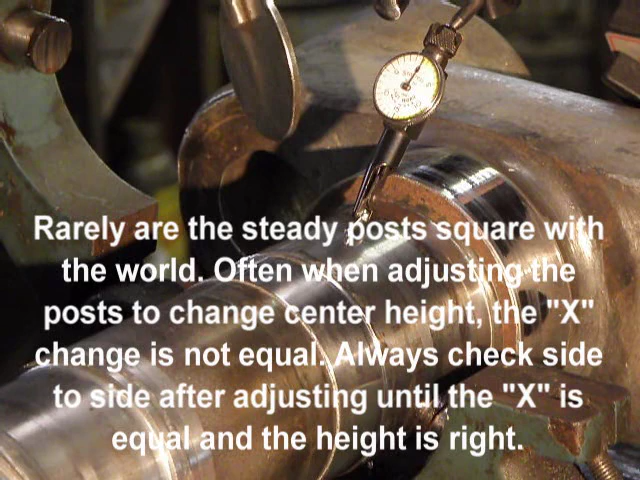 Rarely are the steady posts square with
the world. Often when adjusting the
posts to change center height, the "X"
change is not equal. Always check side
to side after adjusting until the "X" is
equal and the height is right.